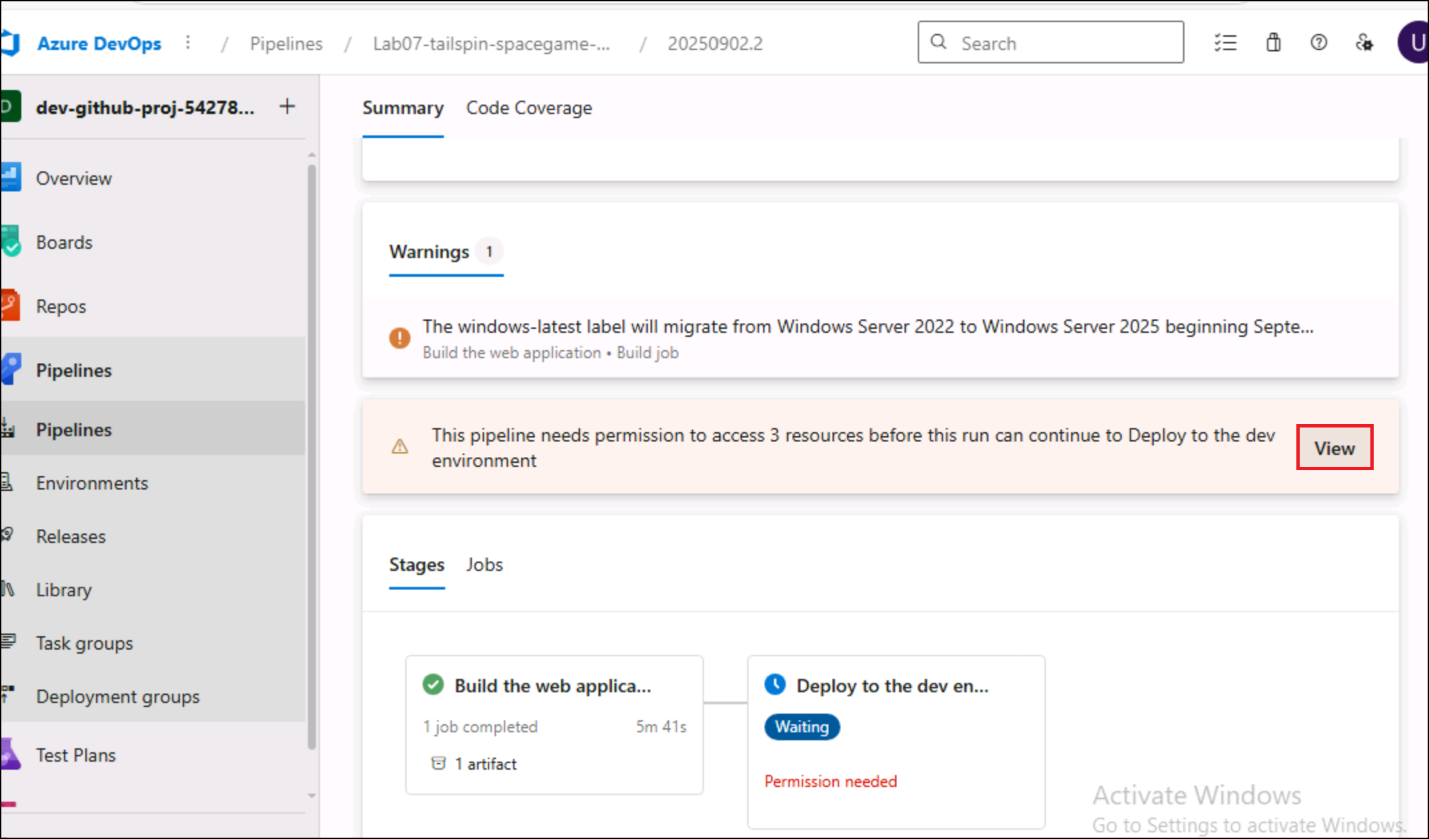 Azure DevOps / Pipelines / Lab07-tailspin-spacegame-... / 20250902.2
Search
U
D
dev-github-proj-54278...
Overview
Boards
Repos
Pipelines
Pipelines
Environments
Releases
Library
Task groups
Deployment groups
Test Plans
Summary
Code Coverage
Warnings 1
The windows-latest label will migrate from Windows Server 2022 to Windows Server 2025 beginning Septe...
Build the web application • Build job
This pipeline needs permission to access 3 resources before this run can continue to Deploy to the dev
environment
View
Stages
Jobs
Build the web applica...
1 job completed
5m 41s
1 artifact
Deploy to the dev en...
Waiting
Permission needed
Activate Windows
Go to Settings to activate Windows.